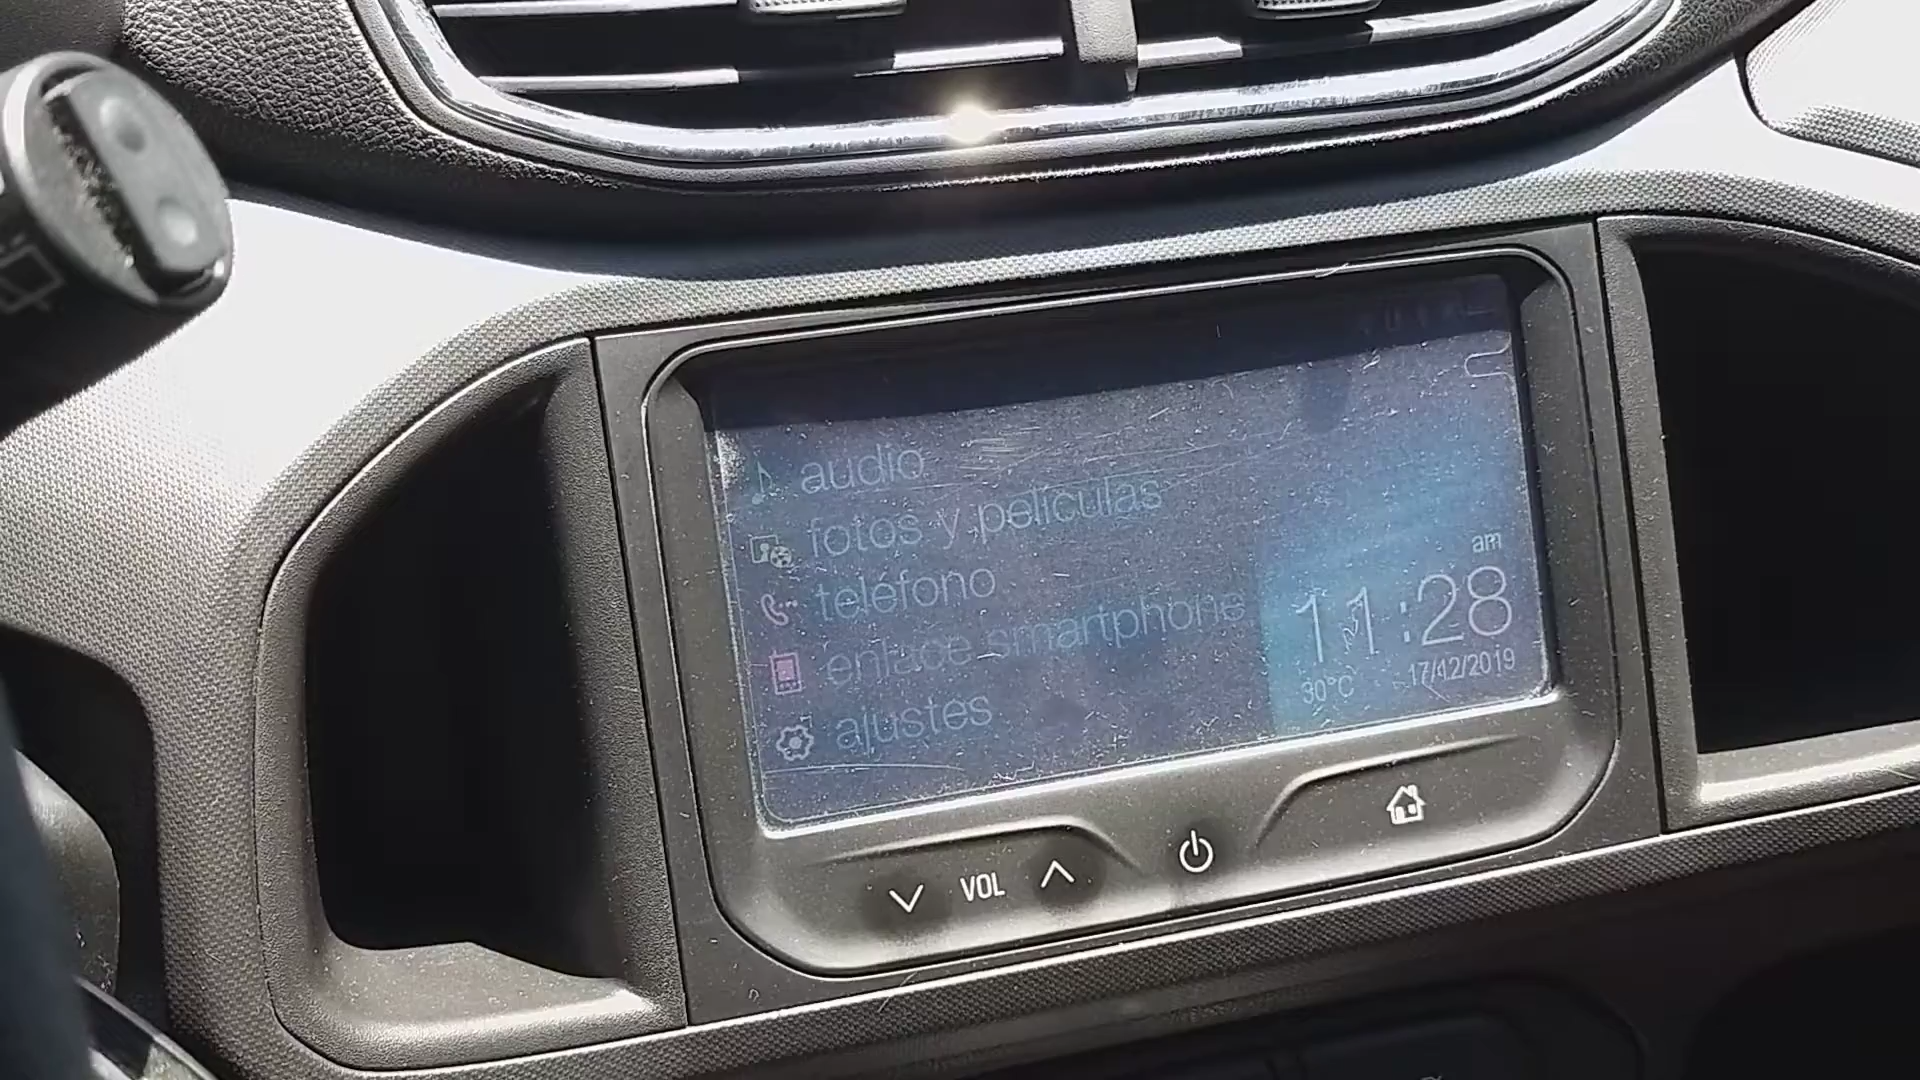 audio
fotos y películas
teléfono
enlace smartphone
ajustes
am
11:28
30°C 17/12/2019
VOL